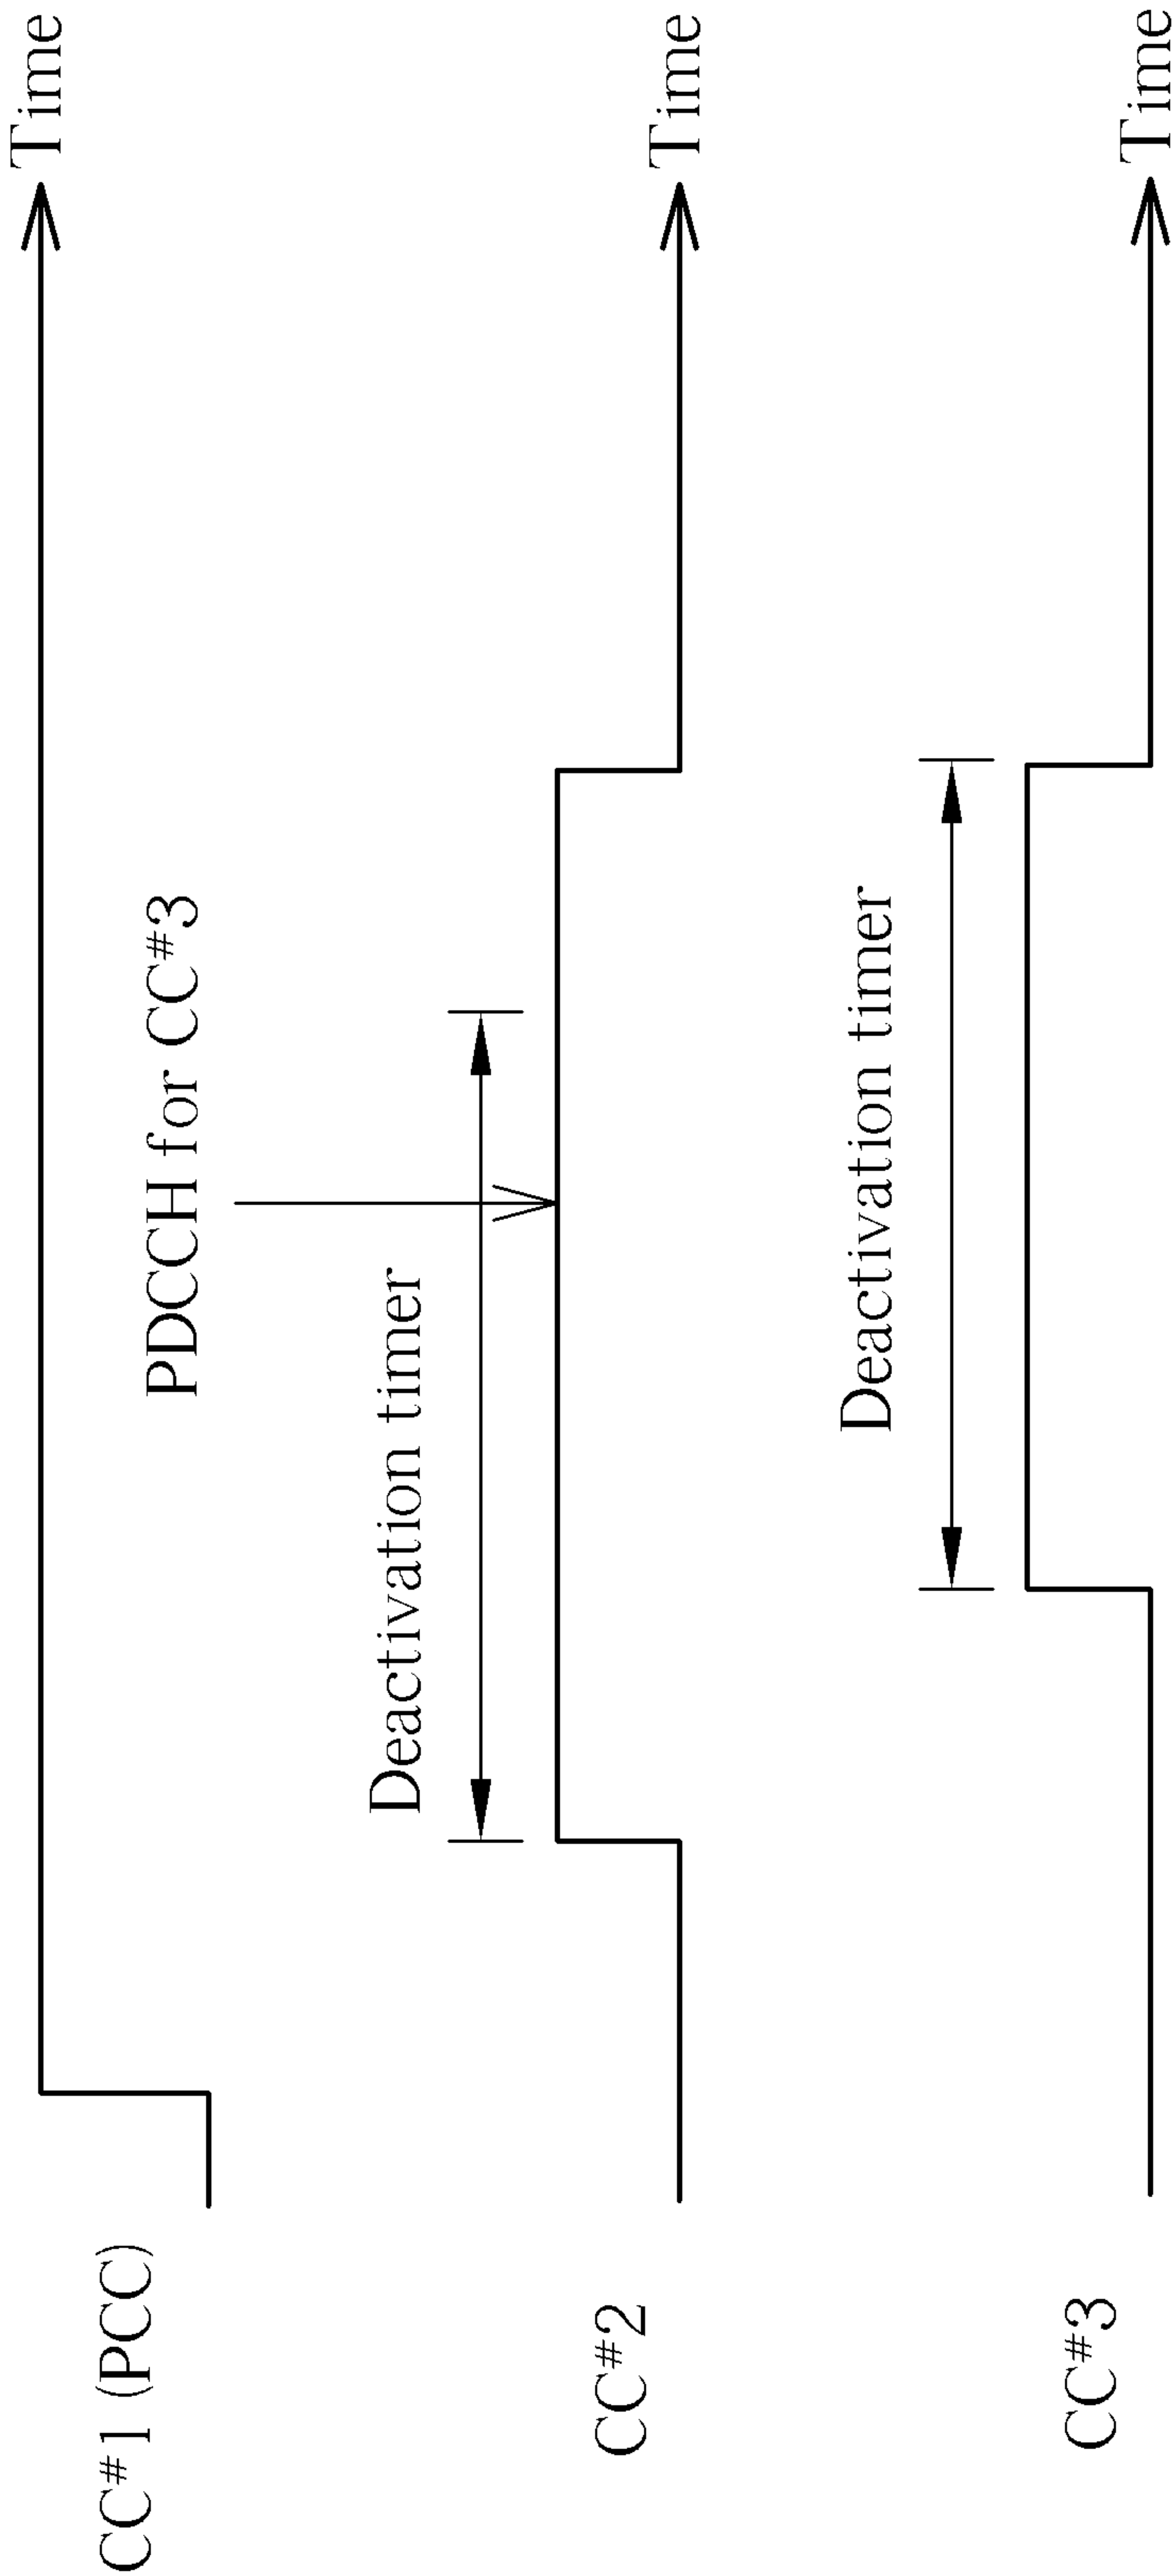 CC#1 (PCC)
Time
PDCCH for CC#3
Deactivation timer
CC#2
Time
Deactivation timer
CC#3
Time